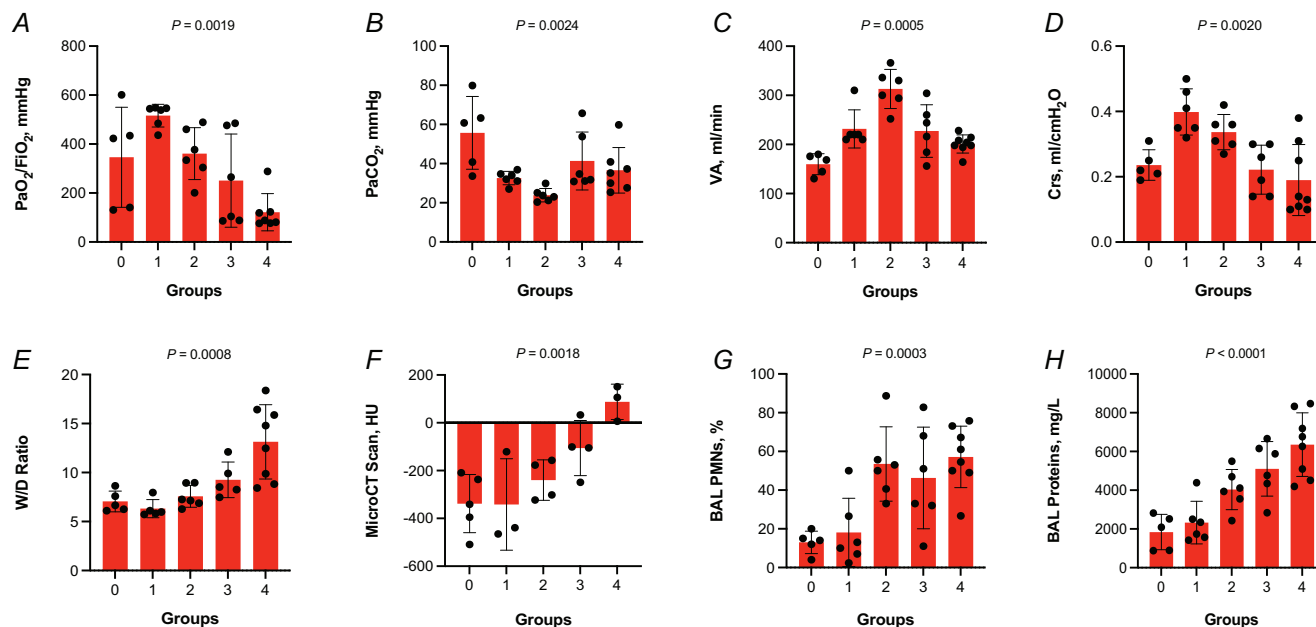 A
P = 0.0019
PaO2/FiO2, mmHg
800
600
400
200
0
0 1 2 3 4
Groups
B
P = 0.0024
PaCO2, mmHg
100
80
60
40
20
0
0 1 2 3 4
Groups
C
P = 0.0005
VA, ml/min
400
300
200
100
0
0 1 2 3 4
Groups
D
P = 0.0020
Crs, ml/cmH2O
0.6
0.4
0.2
0.0
0 1 2 3 4
Groups
E
P = 0.0008
W/D Ratio
20
15
10
5
0
0 1 2 3 4
Groups
F
P = 0.0018
MicroCT Scan, HU
200
0
-200
-400
-600
0 1 2 3 4
Groups
G
P = 0.0003
BAL PMNs, %
100
80
60
40
20
0
0 1 2 3 4
Groups
H
P < 0.0001
BAL Proteins, mg/L
10000
8000
6000
4000
2000
0
0 1 2 3 4
Groups